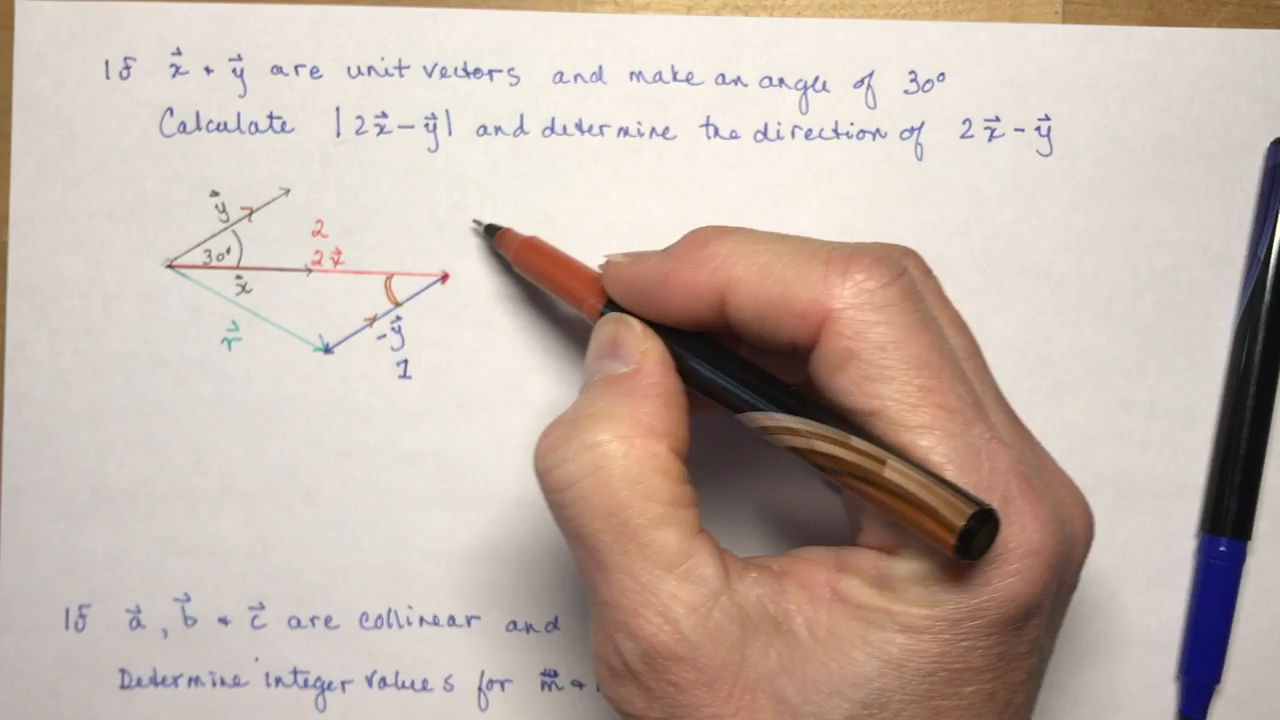 If x⃗ + y⃗ are unit vectors and make an angle of 30°
Calculate |2x⃗ - y⃗| and determine the direction of 2x⃗ - y⃗
y⃗
2
30°
2x⃗
x⃗
r⃗
-y⃗
1
If a⃗, b⃗ + c⃗ are collinear and
Determine integer values for m⃗ +